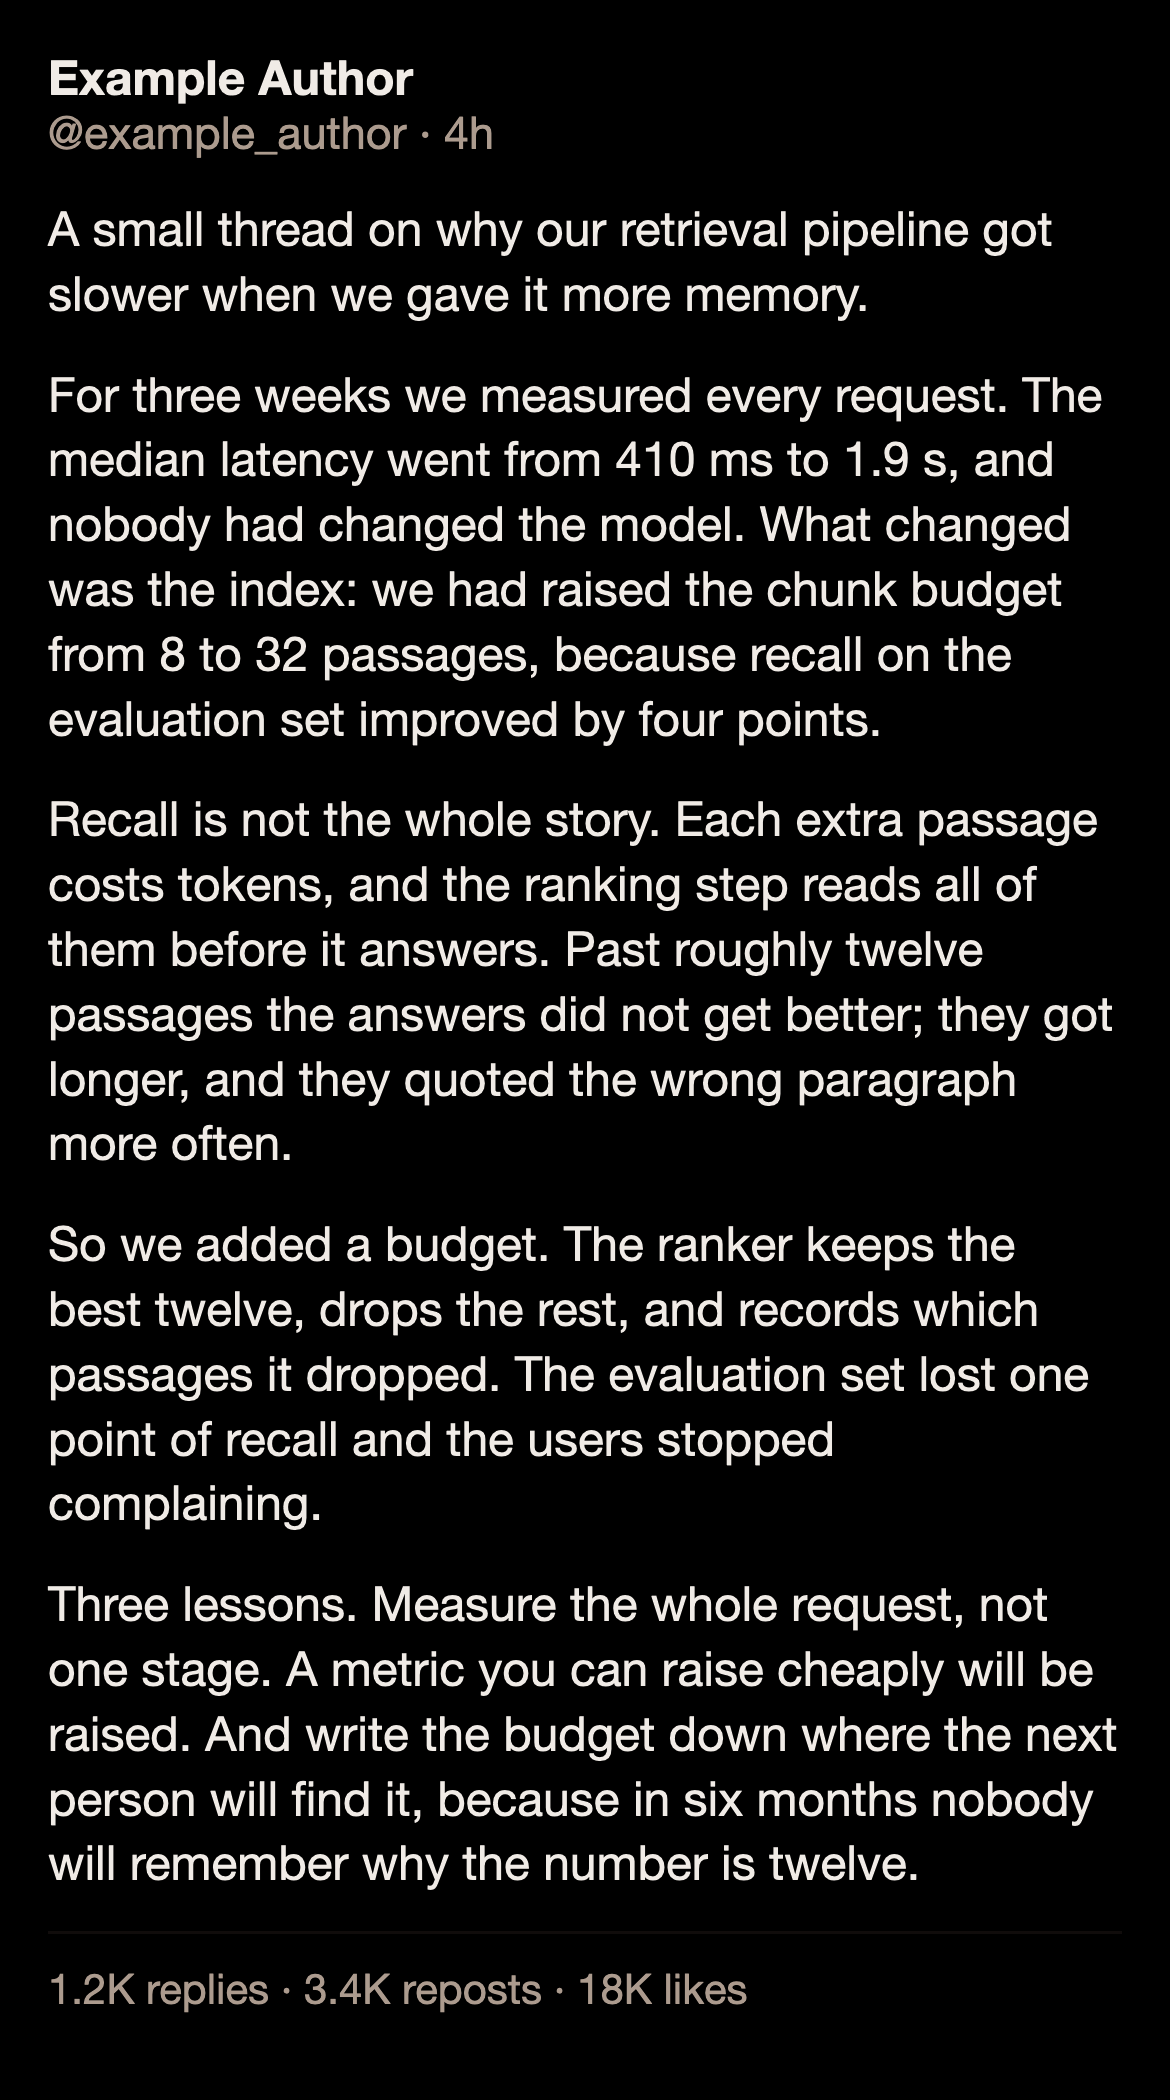 Example Author
@example_author · 4h
A small thread on why our retrieval pipeline got
slower when we gave it more memory.
For three weeks we measured every request. The
median latency went from 410 ms to 1.9 s, and
nobody had changed the model. What changed
was the index: we had raised the chunk budget
from 8 to 32 passages, because recall on the
evaluation set improved by four points.
Recall is not the whole story. Each extra passage
costs tokens, and the ranking step reads all of
them before it answers. Past roughly twelve
passages the answers did not get better; they got
longer, and they quoted the wrong paragraph
more often.
So we added a budget. The ranker keeps the
best twelve, drops the rest, and records which
passages it dropped. The evaluation set lost one
point of recall and the users stopped
complaining.
Three lessons. Measure the whole request, not
one stage. A metric you can raise cheaply will be
raised. And write the budget down where the next
person will find it, because in six months nobody
will remember why the number is twelve.
1.2K replies · 3.4K reposts · 18K likes